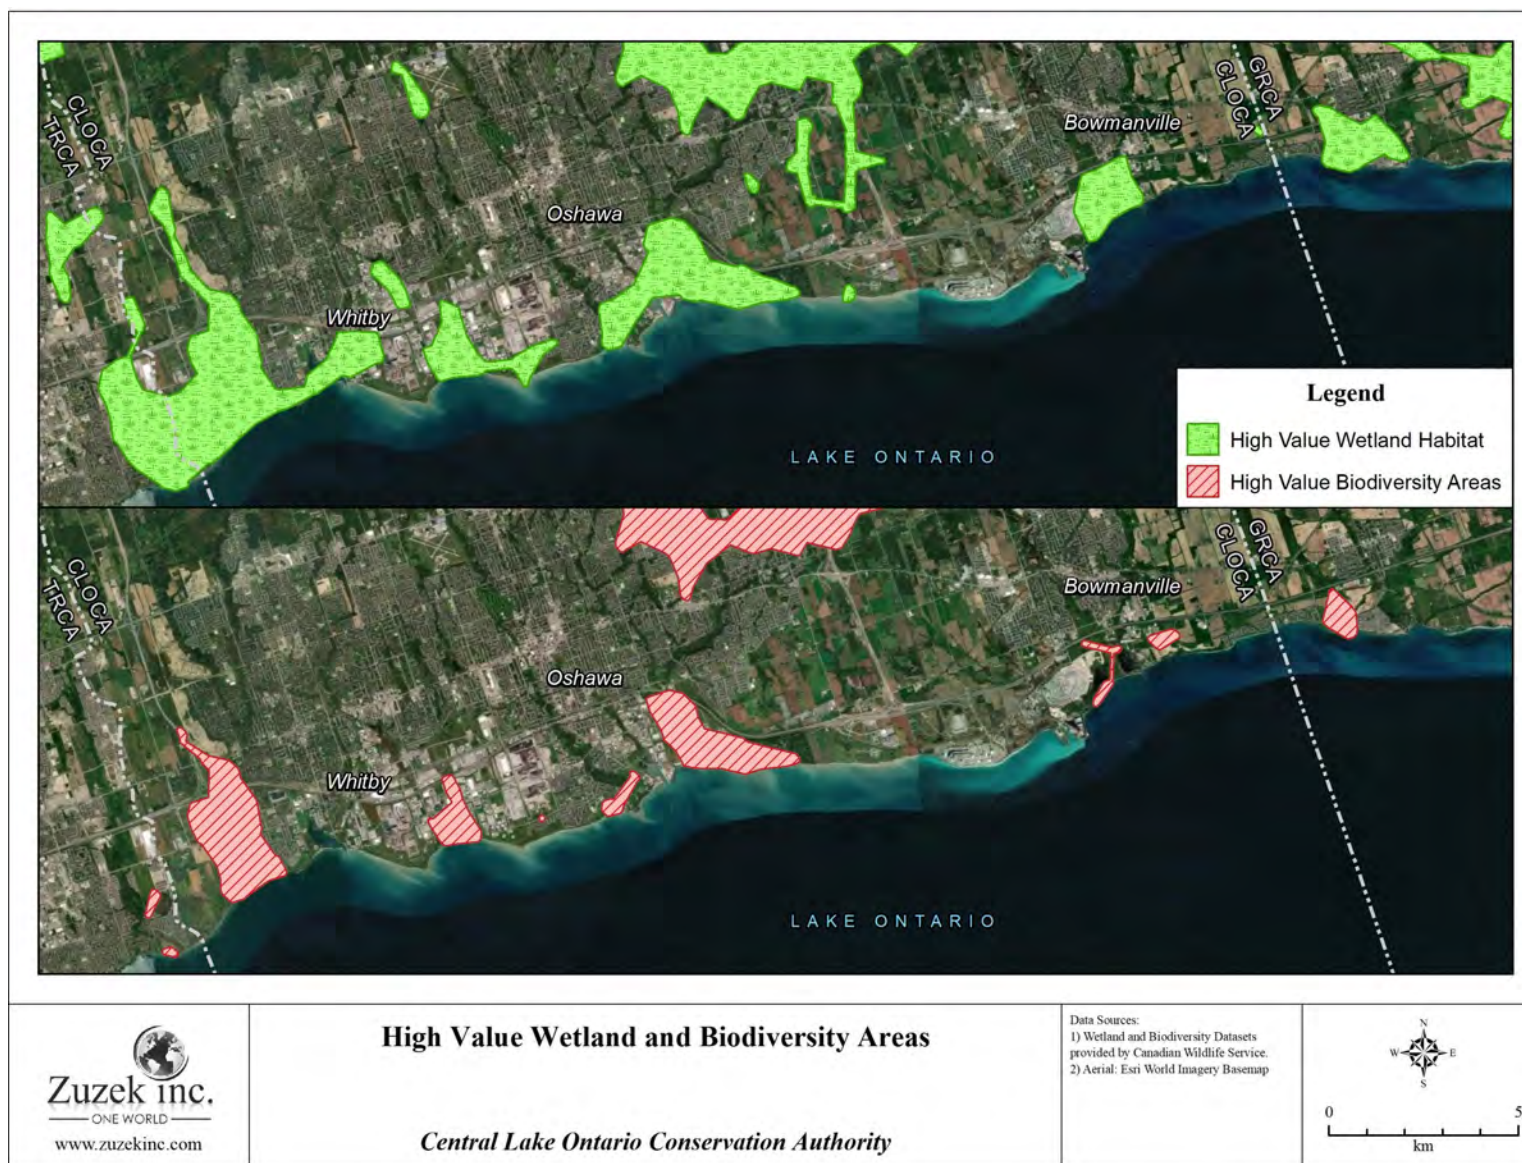 CLOCA
TRCA
GRCA
CLOCA
Bowmanville
Oshawa
Whitby
LAKE ONTARIO
Legend
High Value Wetland Habitat
High Value Biodiversity Areas
CLOCA
TRCA
GRCA
CLOCA
Bowmanville
Oshawa
Whitby
LAKE ONTARIO
Zuzek inc.
ONE WORLD
www.zuzekinc.com
High Value Wetland and Biodiversity Areas
Central Lake Ontario Conservation Authority
Data Sources:
1) Wetland and Biodiversity Datasets
provided by Canadian Wildlife Service.
2) Aerial: Esri World Imagery Basemap
N
W E
S
0 5
km